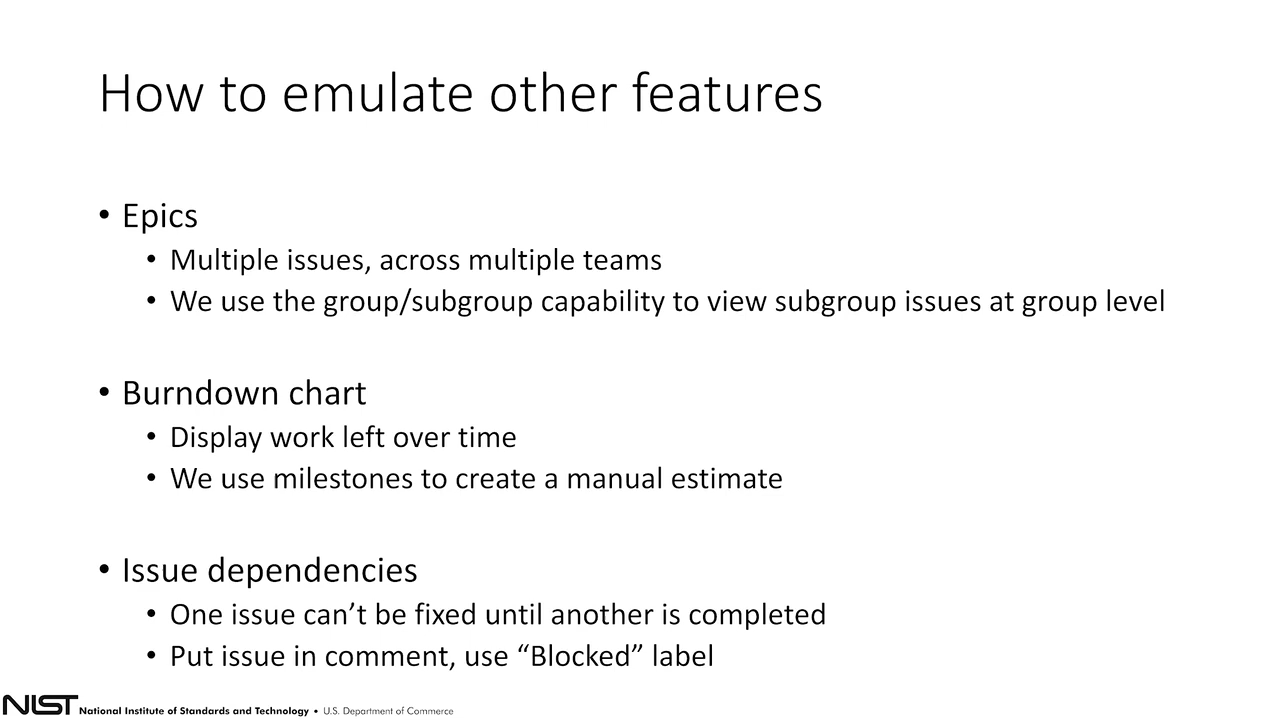 How to emulate other features
• Epics
• Multiple issues, across multiple teams
• We use the group/subgroup capability to view subgroup issues at group level
• Burndown chart
• Display work left over time
• We use milestones to create a manual estimate
• Issue dependencies
• One issue can’t be fixed until another is completed
• Put issue in comment, use “Blocked” label
NIST National Institute of Standards and Technology • U.S. Department of Commerce